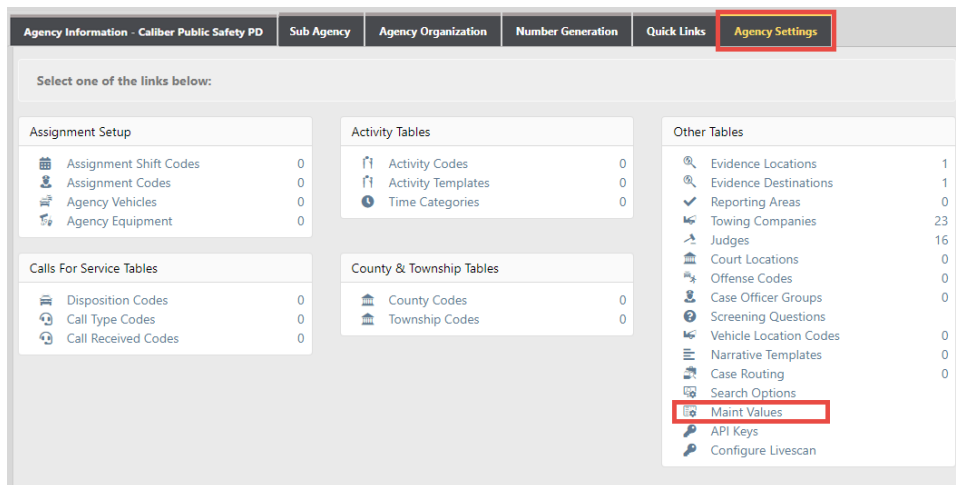 Agency Information - Caliber Public Safety PD Sub Agency Agency Organization Number Generation Quick Links Agency Settings
Select one of the links below:
Assignment Setup
Assignment Shift Codes 0
Assignment Codes 0
Agency Vehicles 0
Agency Equipment 0
Activity Tables
Activity Codes 0
Activity Templates 0
Time Categories 0
Other Tables
Evidence Locations 1
Evidence Destinations 1
Reporting Areas 0
Towing Companies 23
Judges 16
Court Locations 0
Offense Codes 0
Case Officer Groups 0
Screening Questions
Vehicle Location Codes 0
Narrative Templates 0
Case Routing 0
Search Options
Maint Values
API Keys
Configure Livescan
Calls For Service Tables
Disposition Codes 0
Call Type Codes 0
Call Received Codes 0
County & Township Tables
County Codes 0
Township Codes 0